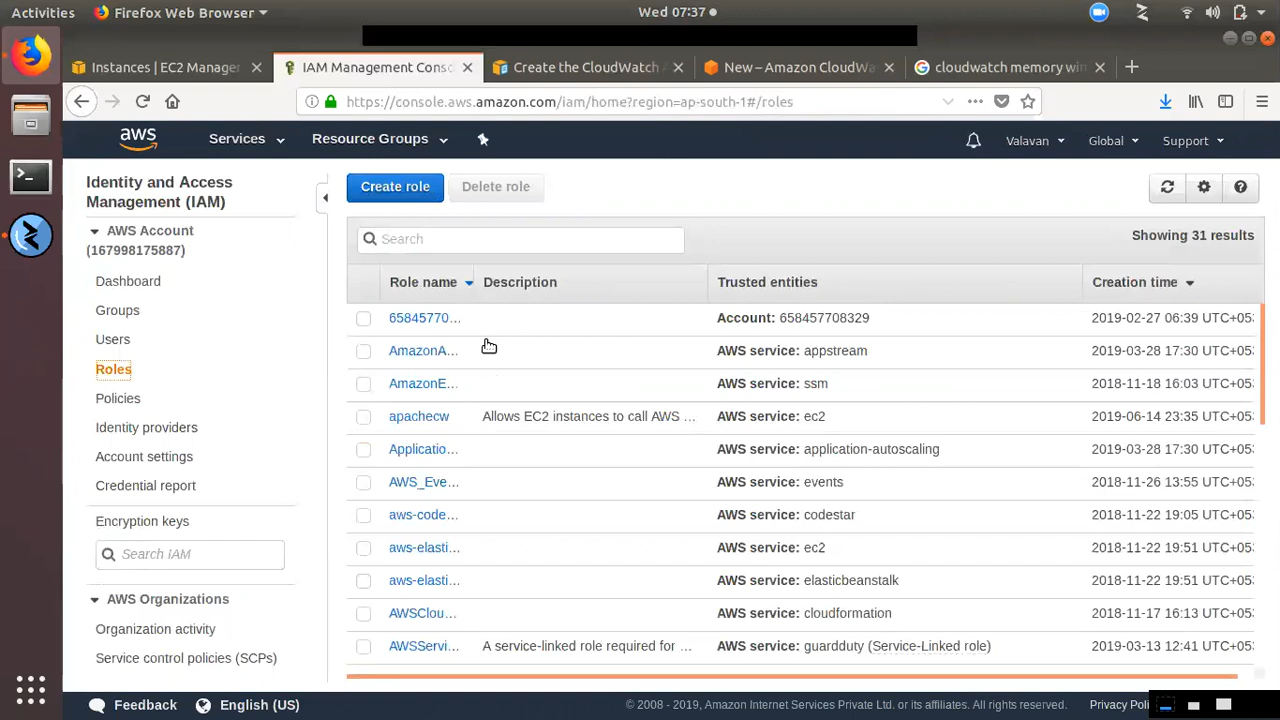 Activities
Firefox Web Browser
Wed 07:37
Instances | EC2 Manager
IAM Management Conso
Create the CloudWatch A
New – Amazon CloudWa
cloudwatch memory win
https://console.aws.amazon.com/iam/home?region=ap-south-1#/roles
aws
Services
Resource Groups
Valavan
Global
Support
Identity and Access
Management (IAM)
AWS Account
(167998175887)
Dashboard
Groups
Users
Roles
Policies
Identity providers
Account settings
Credential report
Encryption keys
Search IAM
AWS Organizations
Organization activity
Service control policies (SCPs)
Create role
Delete role
Search
Showing 31 results
Role name Description Trusted entities Creation time
65845770... Account: 658457708329 2019-02-27 06:39 UTC+053
AmazonA... AWS service: appstream 2019-03-28 17:30 UTC+053
AmazonE... AWS service: ssm 2018-11-18 16:03 UTC+053
apachecw Allows EC2 instances to call AWS ... AWS service: ec2 2019-06-14 23:35 UTC+053
Applicatio... AWS service: application-autoscaling 2019-03-28 17:30 UTC+053
AWS_Eve... AWS service: events 2018-11-26 13:55 UTC+053
aws-code... AWS service: codestar 2018-11-22 19:05 UTC+053
aws-elasti... AWS service: ec2 2018-11-22 19:51 UTC+053
aws-elasti... AWS service: elasticbeanstalk 2018-11-22 19:51 UTC+053
AWSClou... AWS service: cloudformation 2018-11-17 16:13 UTC+053
AWSServi... A service-linked role required for ... AWS service: guardduty (Service-Linked role) 2019-03-13 12:41 UTC+053
Feedback
English (US)
© 2008 - 2019, Amazon Internet Services Private Ltd. or its affiliates. All rights reserved.
Privacy Poli